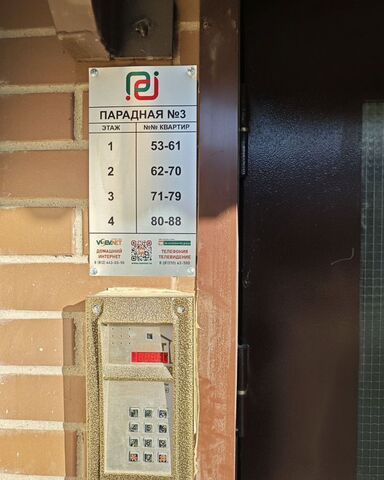 ПАРАДНАЯ №3
ЭТАЖ №№ КВАРТИР
1 53-61
2 62-70
3 71-79
4 80-88
ДОМАШНИЙ
ИНТЕРНЕТ
ТЕЛЕФОНИЯ
ТЕЛЕВИДЕНИЕ